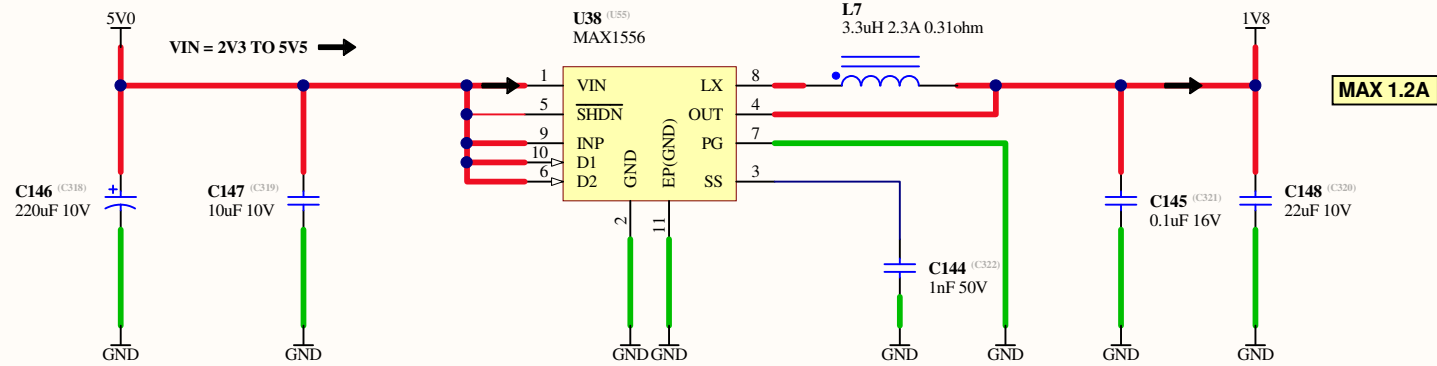 5V0
VIN = 2V3 TO 5V5
U38 (U55)
MAX1556
L7
3.3uH 2.3A 0.31ohm
1V8
MAX 1.2A
1 VIN
5 SHDN
9 INP
10 D1
6 D2
LX 8
OUT 4
PG 7
SS 3
GND
EP(GND)
2
11
C146 (C318)
220uF 10V
C147 (C319)
10uF 10V
C145 (C321)
0.1uF 16V
C148 (C320)
22uF 10V
C144 (C322)
1nF 50V
GND
GND
GND
GND
GND
GND
GND
GND